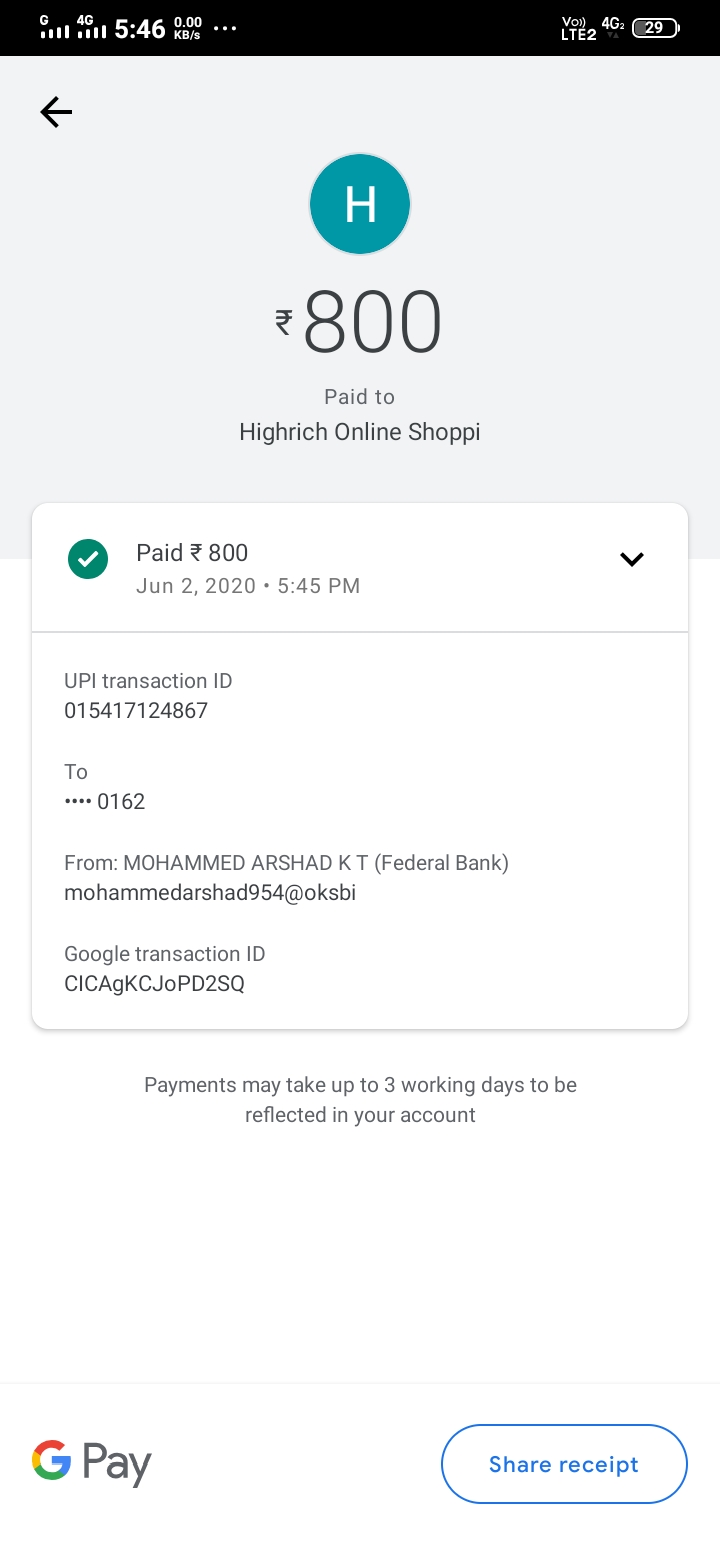 G 4G 5:46 0.00 KB/s ... Vo)) LTE2 4G2 29
H
₹800
Paid to
Highrich Online Shoppi
Paid ₹ 800
Jun 2, 2020 • 5:45 PM
UPI transaction ID
015417124867
To
•••• 0162
From: MOHAMMED ARSHAD K T (Federal Bank)
mohammedarshad954@oksbi
Google transaction ID
CICAgKCJoPD2SQ
Payments may take up to 3 working days to be
reflected in your account
G Pay
Share receipt